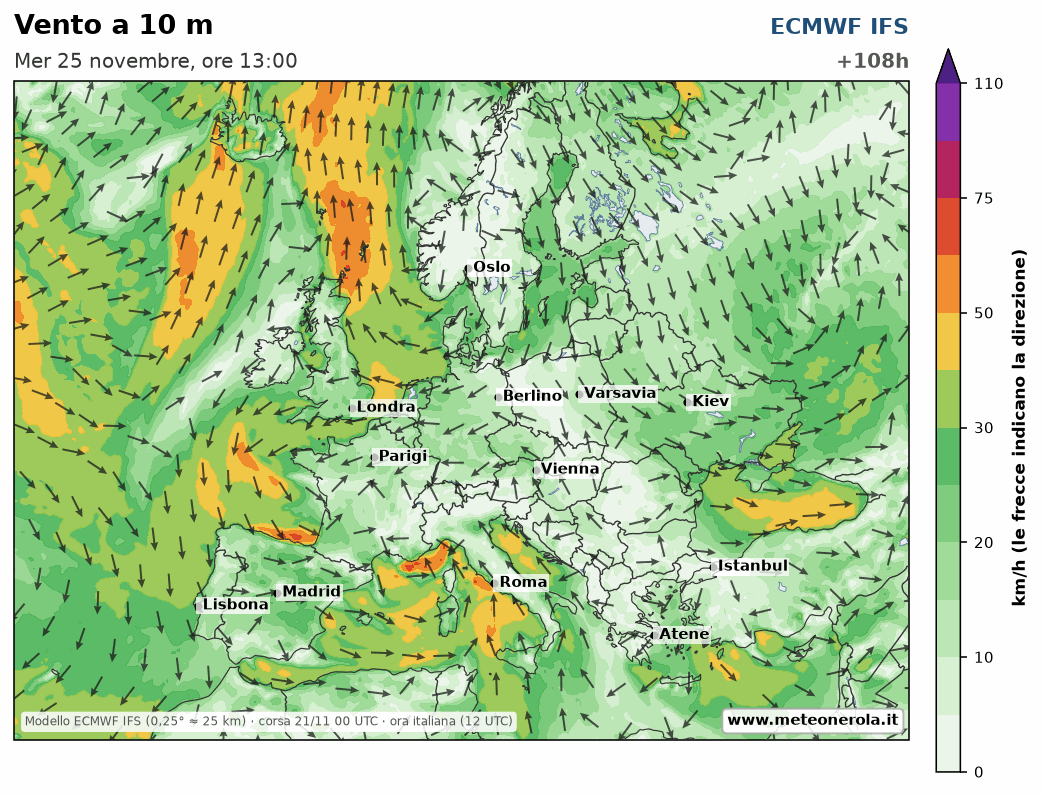 Vento a 10 m
ECMWF IFS
Mer 25 novembre, ore 13:00
+108h
Oslo
Londra
Berlino
Varsavia
Kiev
Parigi
Vienna
Roma
Istanbul
Madrid
Lisbona
Atene
Modello ECMWF IFS (0,25° ≈ 25 km) · corsa 21/11 00 UTC · ora italiana (12 UTC)
www.meteonerola.it
110
75
50
30
20
10
0
km/h (le frecce indicano la direzione)